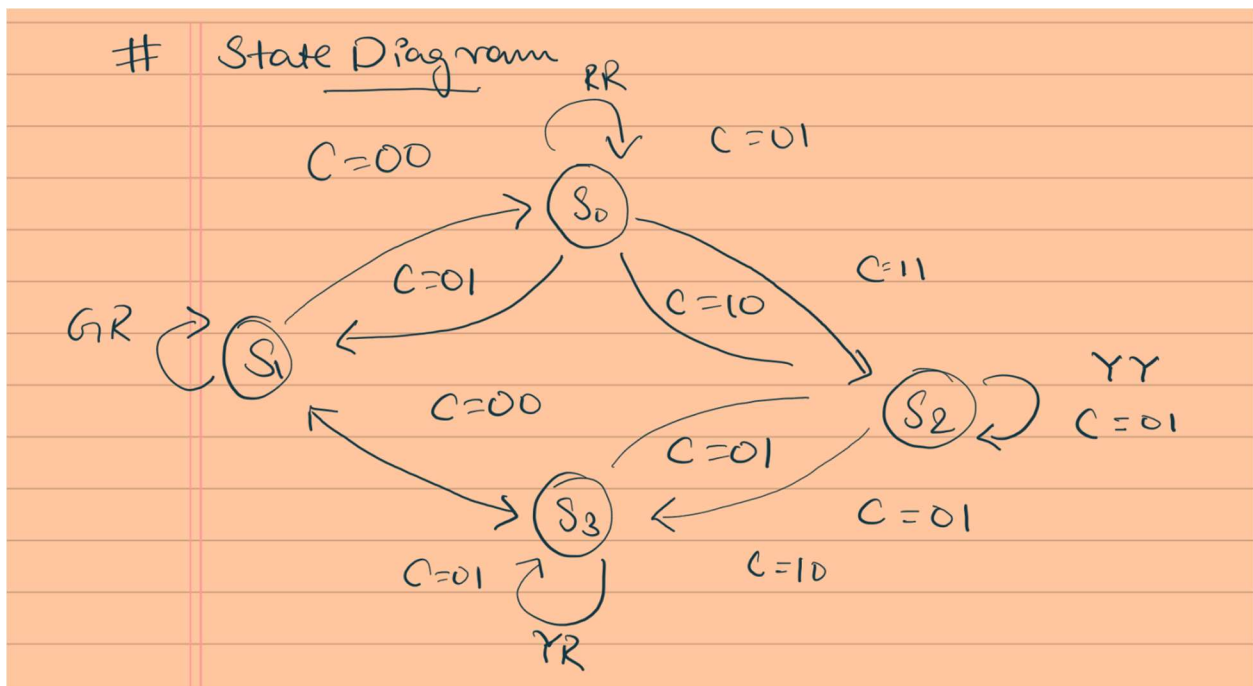 # State Diagram
RR
C=01
C=00
S0
C=01
C=10
C=11
GR
S1
C=00
YY
S2
C=01
C=01
S3
C=01
C=01
C=10
YR